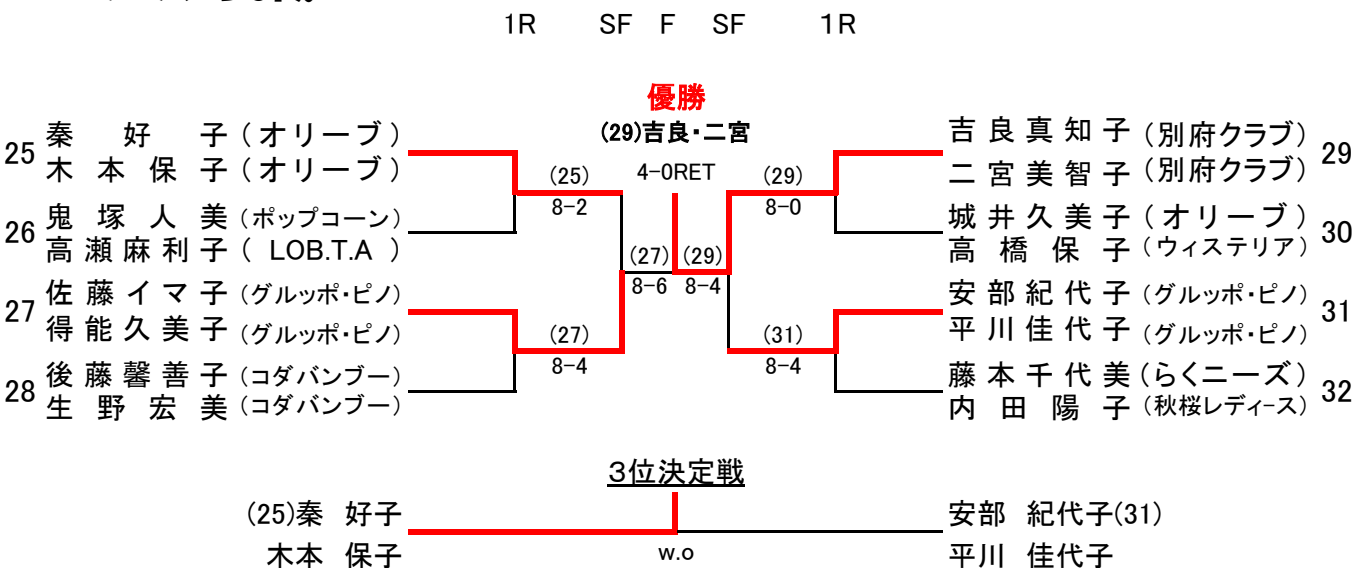 1R SF F SF 1R
優勝
(29)吉良・二宮
4-0RET
25 秦 好 子 (オリーブ)
木 本 保 子 (オリーブ)
(25)
8-2
26 鬼 塚 人 美 (ポップコーン)
高 瀬 麻 利 子 ( LOB.T.A )
(27) (29)
8-6 8-4
27 佐 藤 イ マ 子 (グルッポ・ピノ)
得 能 久 美 子 (グルッポ・ピノ)
(27)
8-4
28 後 藤 馨 善 子 (コダバンブー)
生 野 宏 美 (コダバンブー)
吉 良 真 知 子 (別府クラブ) 29
二 宮 美 智 子 (別府クラブ)
(29)
8-0
城 井 久 美 子 (オリーブ) 30
高 橋 保 子 (ウィステリア)
安 部 紀 代 子 (グルッポ・ピノ) 31
平 川 佳 代 子 (グルッポ・ピノ)
(31)
8-4
藤 本 千 代 美 (らくニーズ) 32
内 田 陽 子 (秋桜レディース)
3位決定戦
(25)秦 好子 安部 紀代子(31)
木本 保子 w.o 平川 佳代子